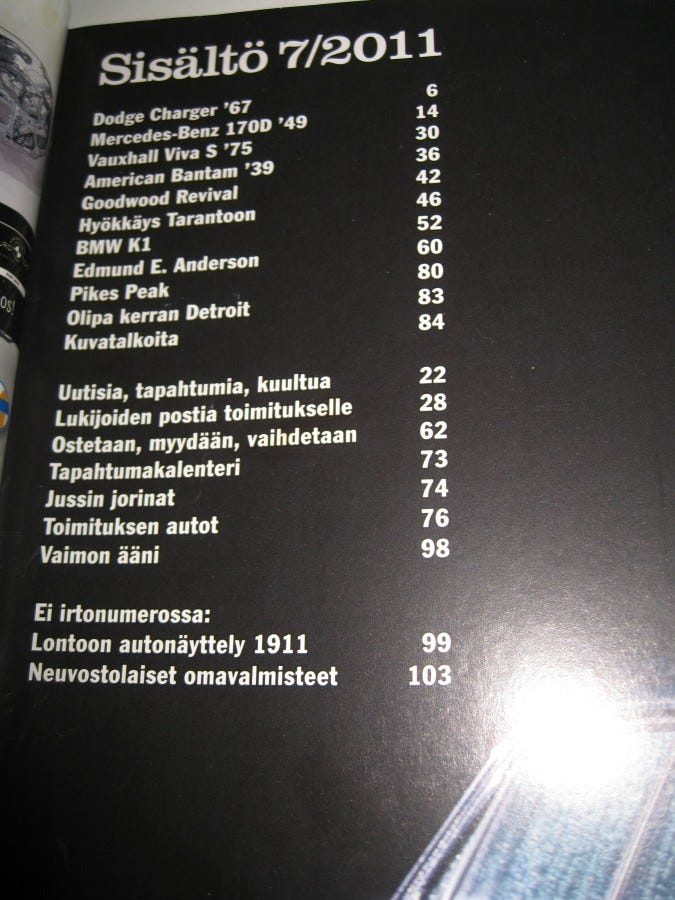 Sisältö 7/2011
Dodge Charger ’67 6
Mercedes-Benz 170D ’49 14
Vauxhall Viva S ’75 30
American Bantam ’39 36
Goodwood Revival 42
Hyökkäys Tarantoon 46
BMW K1 52
Edmund E. Anderson 60
Pikes Peak 80
Olipa kerran Detroit 83
Kuvatalkoita 84
Uutisia, tapahtumia, kuultua 22
Lukijoiden postia toimitukselle 28
Ostetaan, myydään, vaihdetaan 62
Tapahtumakalenteri 73
Jussin jorinat 74
Toimituksen autot 76
Vaimon ääni 98
Ei irtonumerossa:
Lontoon autonäyttely 1911 99
Neuvostolaiset omavalmisteet 103